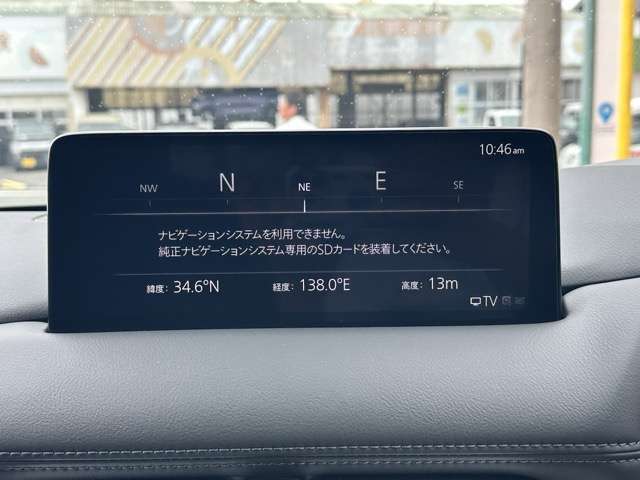 10:46am
NW N NE E SE
ナビゲーションシステムを利用できません。
純正ナビゲーションシステム専用のSDカードを装着してください。
緯度: 34.6°N 経度: 138.0°E 高度: 13m
TV